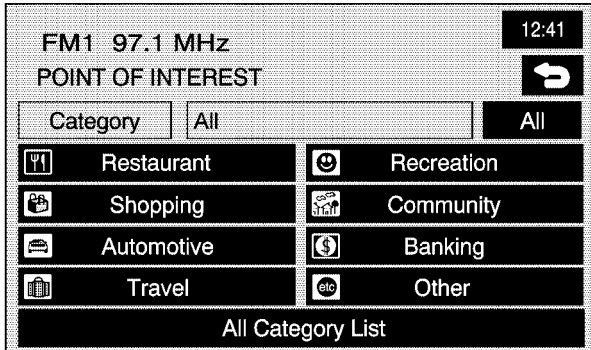 12:41
FM1 97.1 MHz
POINT OF INTEREST
Category All All
Restaurant Recreation
Shopping Community
Automotive $ Banking
Travel etc Other
All Category List